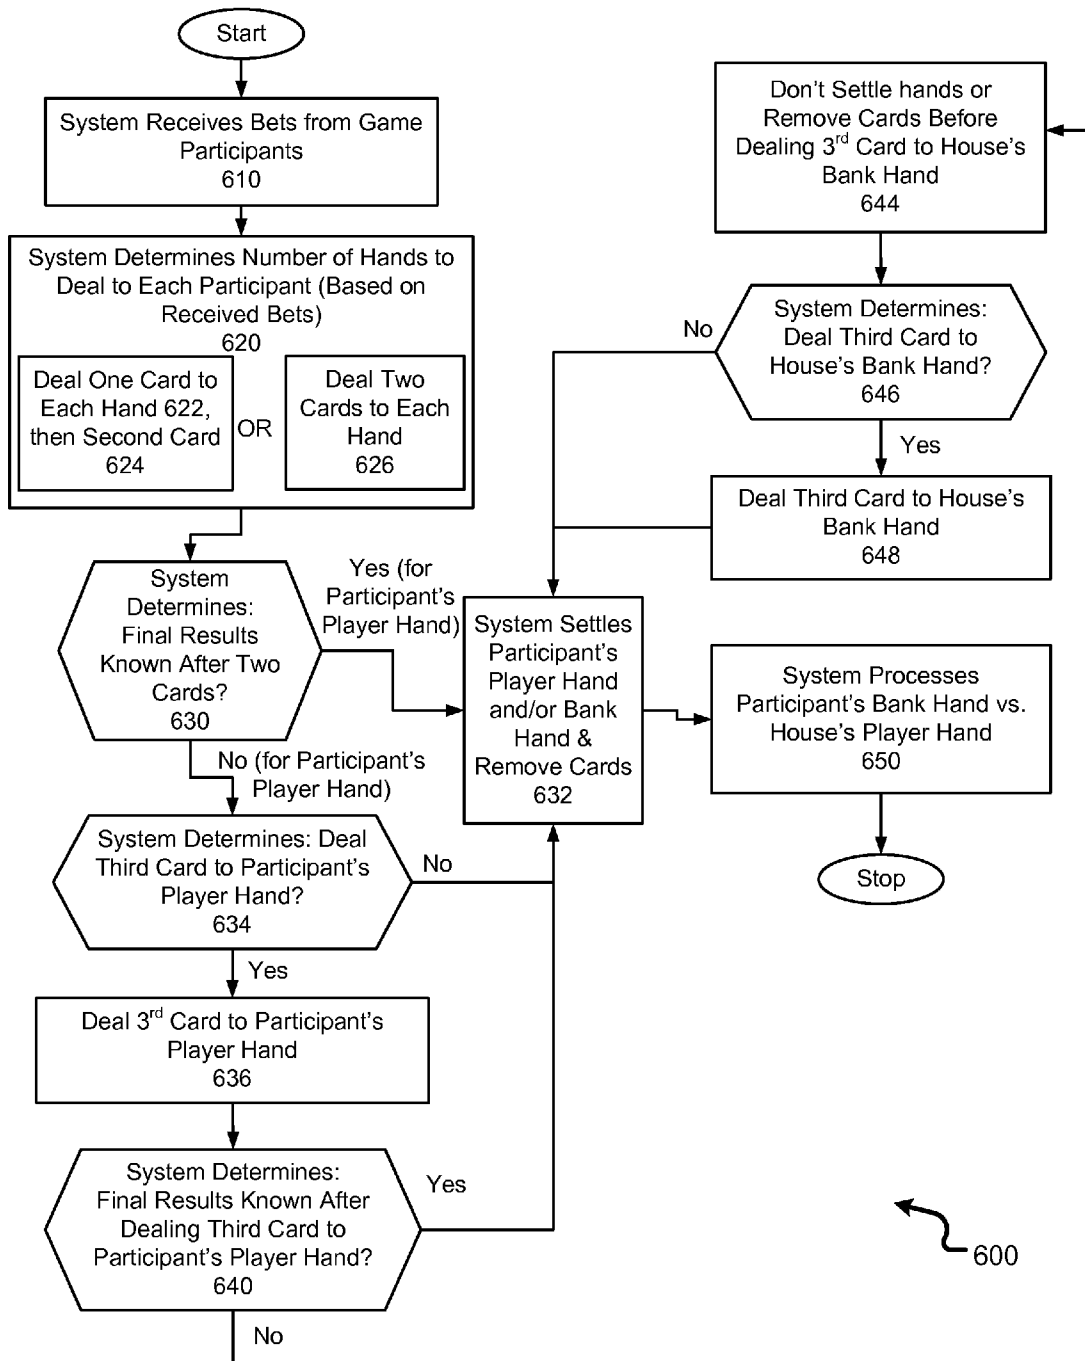 Start
System Receives Bets from Game
Participants
610
System Determines Number of Hands to
Deal to Each Participant (Based on
Received Bets)
620
Deal One Card to
Each Hand 622,
then Second Card
624
OR
Deal Two
Cards to Each
Hand
626
System
Determines:
Final Results
Known After Two
Cards?
630
Yes (for
Participant's
Player Hand)
No (for Participant's
Player Hand)
System Determines: Deal
Third Card to Participant's
Player Hand?
634
No
Yes
Deal 3rd Card to Participant's
Player Hand
636
System Determines:
Final Results Known After
Dealing Third Card to
Participant's Player Hand?
640
Yes
No
System Settles
Participant's
Player Hand
and/or Bank
Hand &
Remove Cards
632
Don't Settle hands or
Remove Cards Before
Dealing 3rd Card to House's
Bank Hand
644
System Determines:
Deal Third Card to
House's Bank Hand?
646
No
Yes
Deal Third Card to House's
Bank Hand
648
System Processes
Participant's Bank Hand vs.
House's Player Hand
650
Stop
600